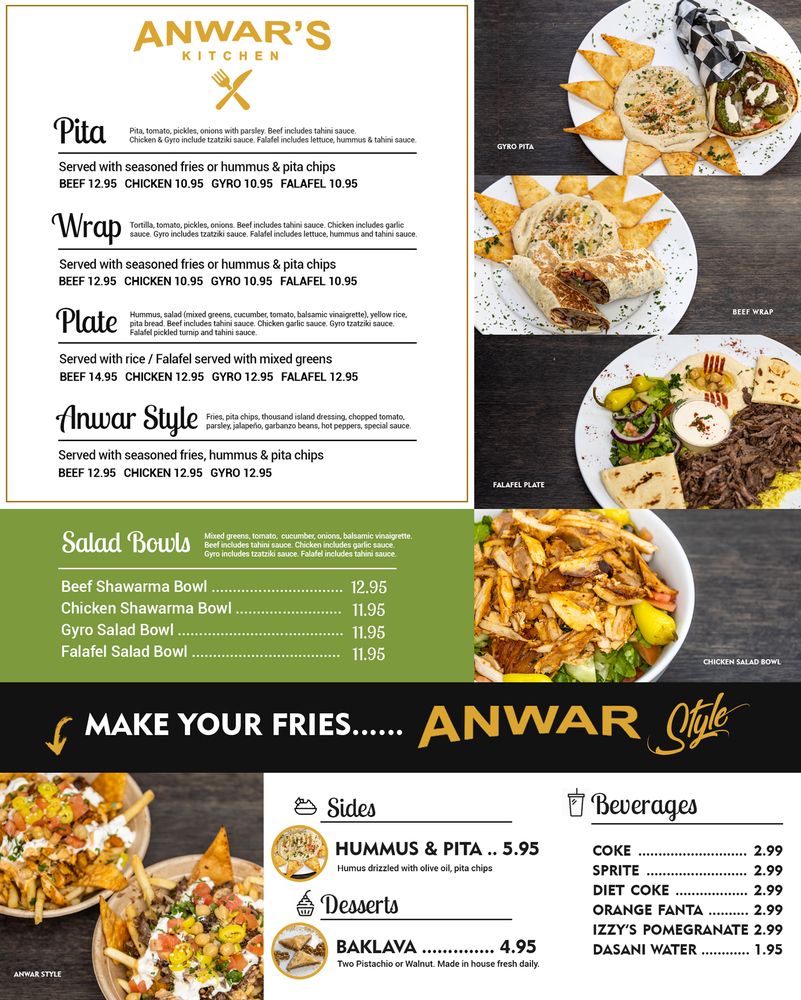 ANWAR'S
KITCHEN
Pita
Pita, tomato, pickles, onions with parsley. Beef includes tahini sauce.
Chicken & Gyro include tzatziki sauce. Falafel includes lettuce, hummus & tahini sauce.
Served with seasoned fries or hummus & pita chips
BEEF 12.95 CHICKEN 10.95 GYRO 10.95 FALAFEL 10.95
Wrap
Tortilla, tomato, pickles, onions. Beef includes tahini sauce. Chicken includes garlic
sauce. Gyro includes tzatziki sauce. Falafel includes lettuce, hummus and tahini sauce.
Served with seasoned fries or hummus & pita chips
BEEF 12.95 CHICKEN 10.95 GYRO 10.95 FALAFEL 10.95
Plate
Hummus, salad (mixed greens, cucumber, tomato, balsamic vinaigrette), yellow rice,
pita bread. Beef includes tahini sauce. Chicken garlic sauce. Gyro tzatziki sauce.
Falafel pickled turnip and tahini sauce.
Served with rice / Falafel served with mixed greens
BEEF 14.95 CHICKEN 12.95 GYRO 12.95 FALAFEL 12.95
Anwar Style
Fries, pita chips, thousand island dressing, chopped tomato,
parsley, jalapeño, garbanzo beans, hot peppers, special sauce.
Served with seasoned fries, hummus & pita chips
BEEF 12.95 CHICKEN 12.95 GYRO 12.95
GYRO PITA
BEEF WRAP
FALAFEL PLATE
Salad Bowls
Mixed greens, tomato, cucumber, onions, balsamic vinaigrette.
Beef includes tahini sauce. Chicken includes garlic sauce.
Gyro includes tzatziki sauce. Falafel includes tahini sauce.
Beef Shawarma Bowl .............................. 12.95
Chicken Shawarma Bowl ........................ 11.95
Gyro Salad Bowl ...................................... 11.95
Falafel Salad Bowl ................................... 11.95
CHICKEN SALAD BOWL
MAKE YOUR FRIES...... ANWAR Style
ANWAR STYLE
Sides
HUMMUS & PITA .. 5.95
Humus drizzled with olive oil, pita chips
Desserts
BAKLAVA .............. 4.95
Two Pistachio or Walnut. Made in house fresh daily.
Beverages
COKE ........................... 2.99
SPRITE ......................... 2.99
DIET COKE .................. 2.99
ORANGE FANTA .......... 2.99
IZZY'S POMEGRANATE 2.99
DASANI WATER ............ 1.95